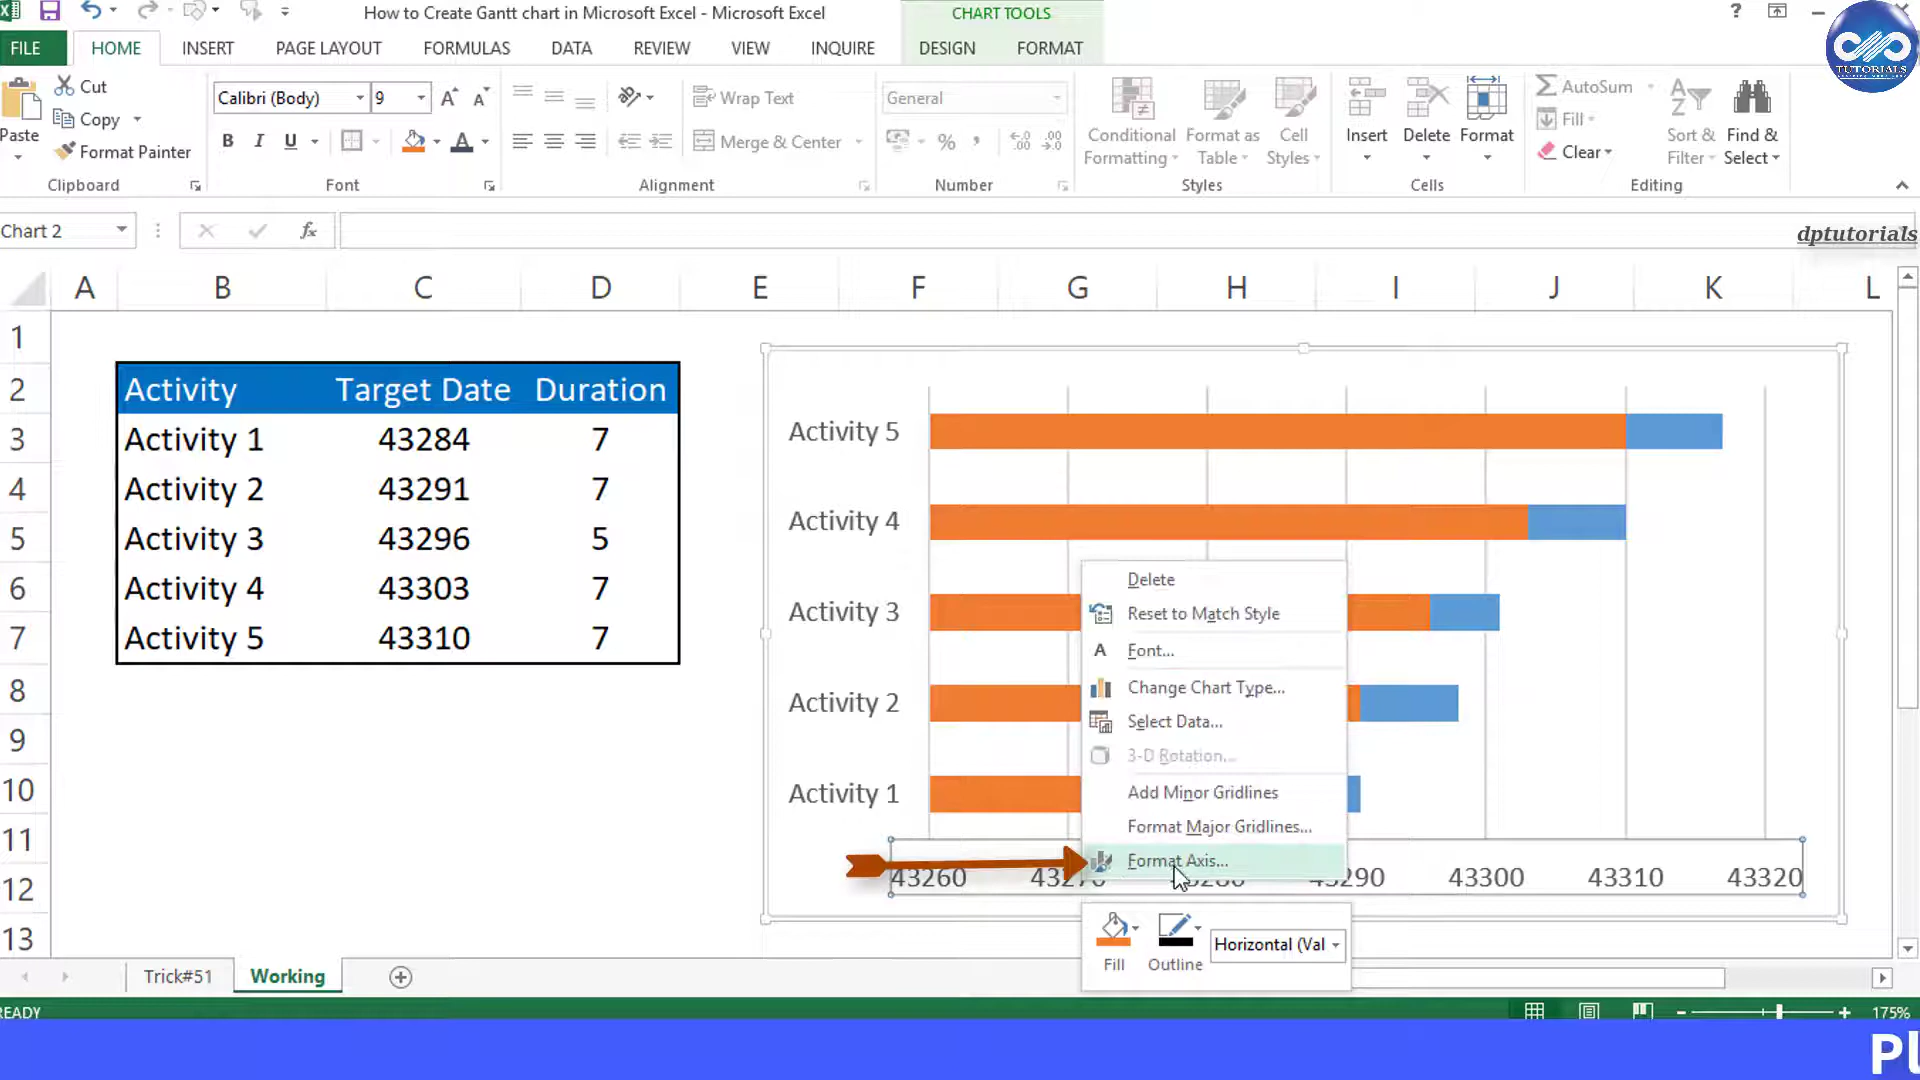 How to Create Gantt chart in Microsoft Excel - Microsoft Excel
CHART TOOLS
?
FILE HOME INSERT PAGE LAYOUT FORMULAS DATA REVIEW VIEW INQUIRE DESIGN FORMAT
TUTORIALS
Cut
Copy
Format Painter
Paste
Clipboard
Calibri (Body) 9
B I U
Font
Wrap Text
Merge & Center
Alignment
General
%
Number
Conditional
Formatting
Format as
Table
Cell
Styles
Styles
Insert
Delete
Format
Cells
AutoSum
Fill
Clear
Sort &
Filter
Find &
Select
Editing
Chart 2
fx
dptutorials
A B C D E F G H I J K L
1
2
3
4
5
6
7
8
9
10
11
12
13
Activity Target Date Duration
Activity 1 43284 7
Activity 2 43291 7
Activity 3 43296 5
Activity 4 43303 7
Activity 5 43310 7
Activity 5
Activity 4
Activity 3
Activity 2
Activity 1
43260 43300 43310 43320
Delete
Reset to Match Style
Font...
Change Chart Type...
Select Data...
3-D Rotation...
Add Minor Gridlines
Format Major Gridlines...
Format Axis...
Fill
Outline
Horizontal (Val
Trick#51 Working
READY
175%
Pl